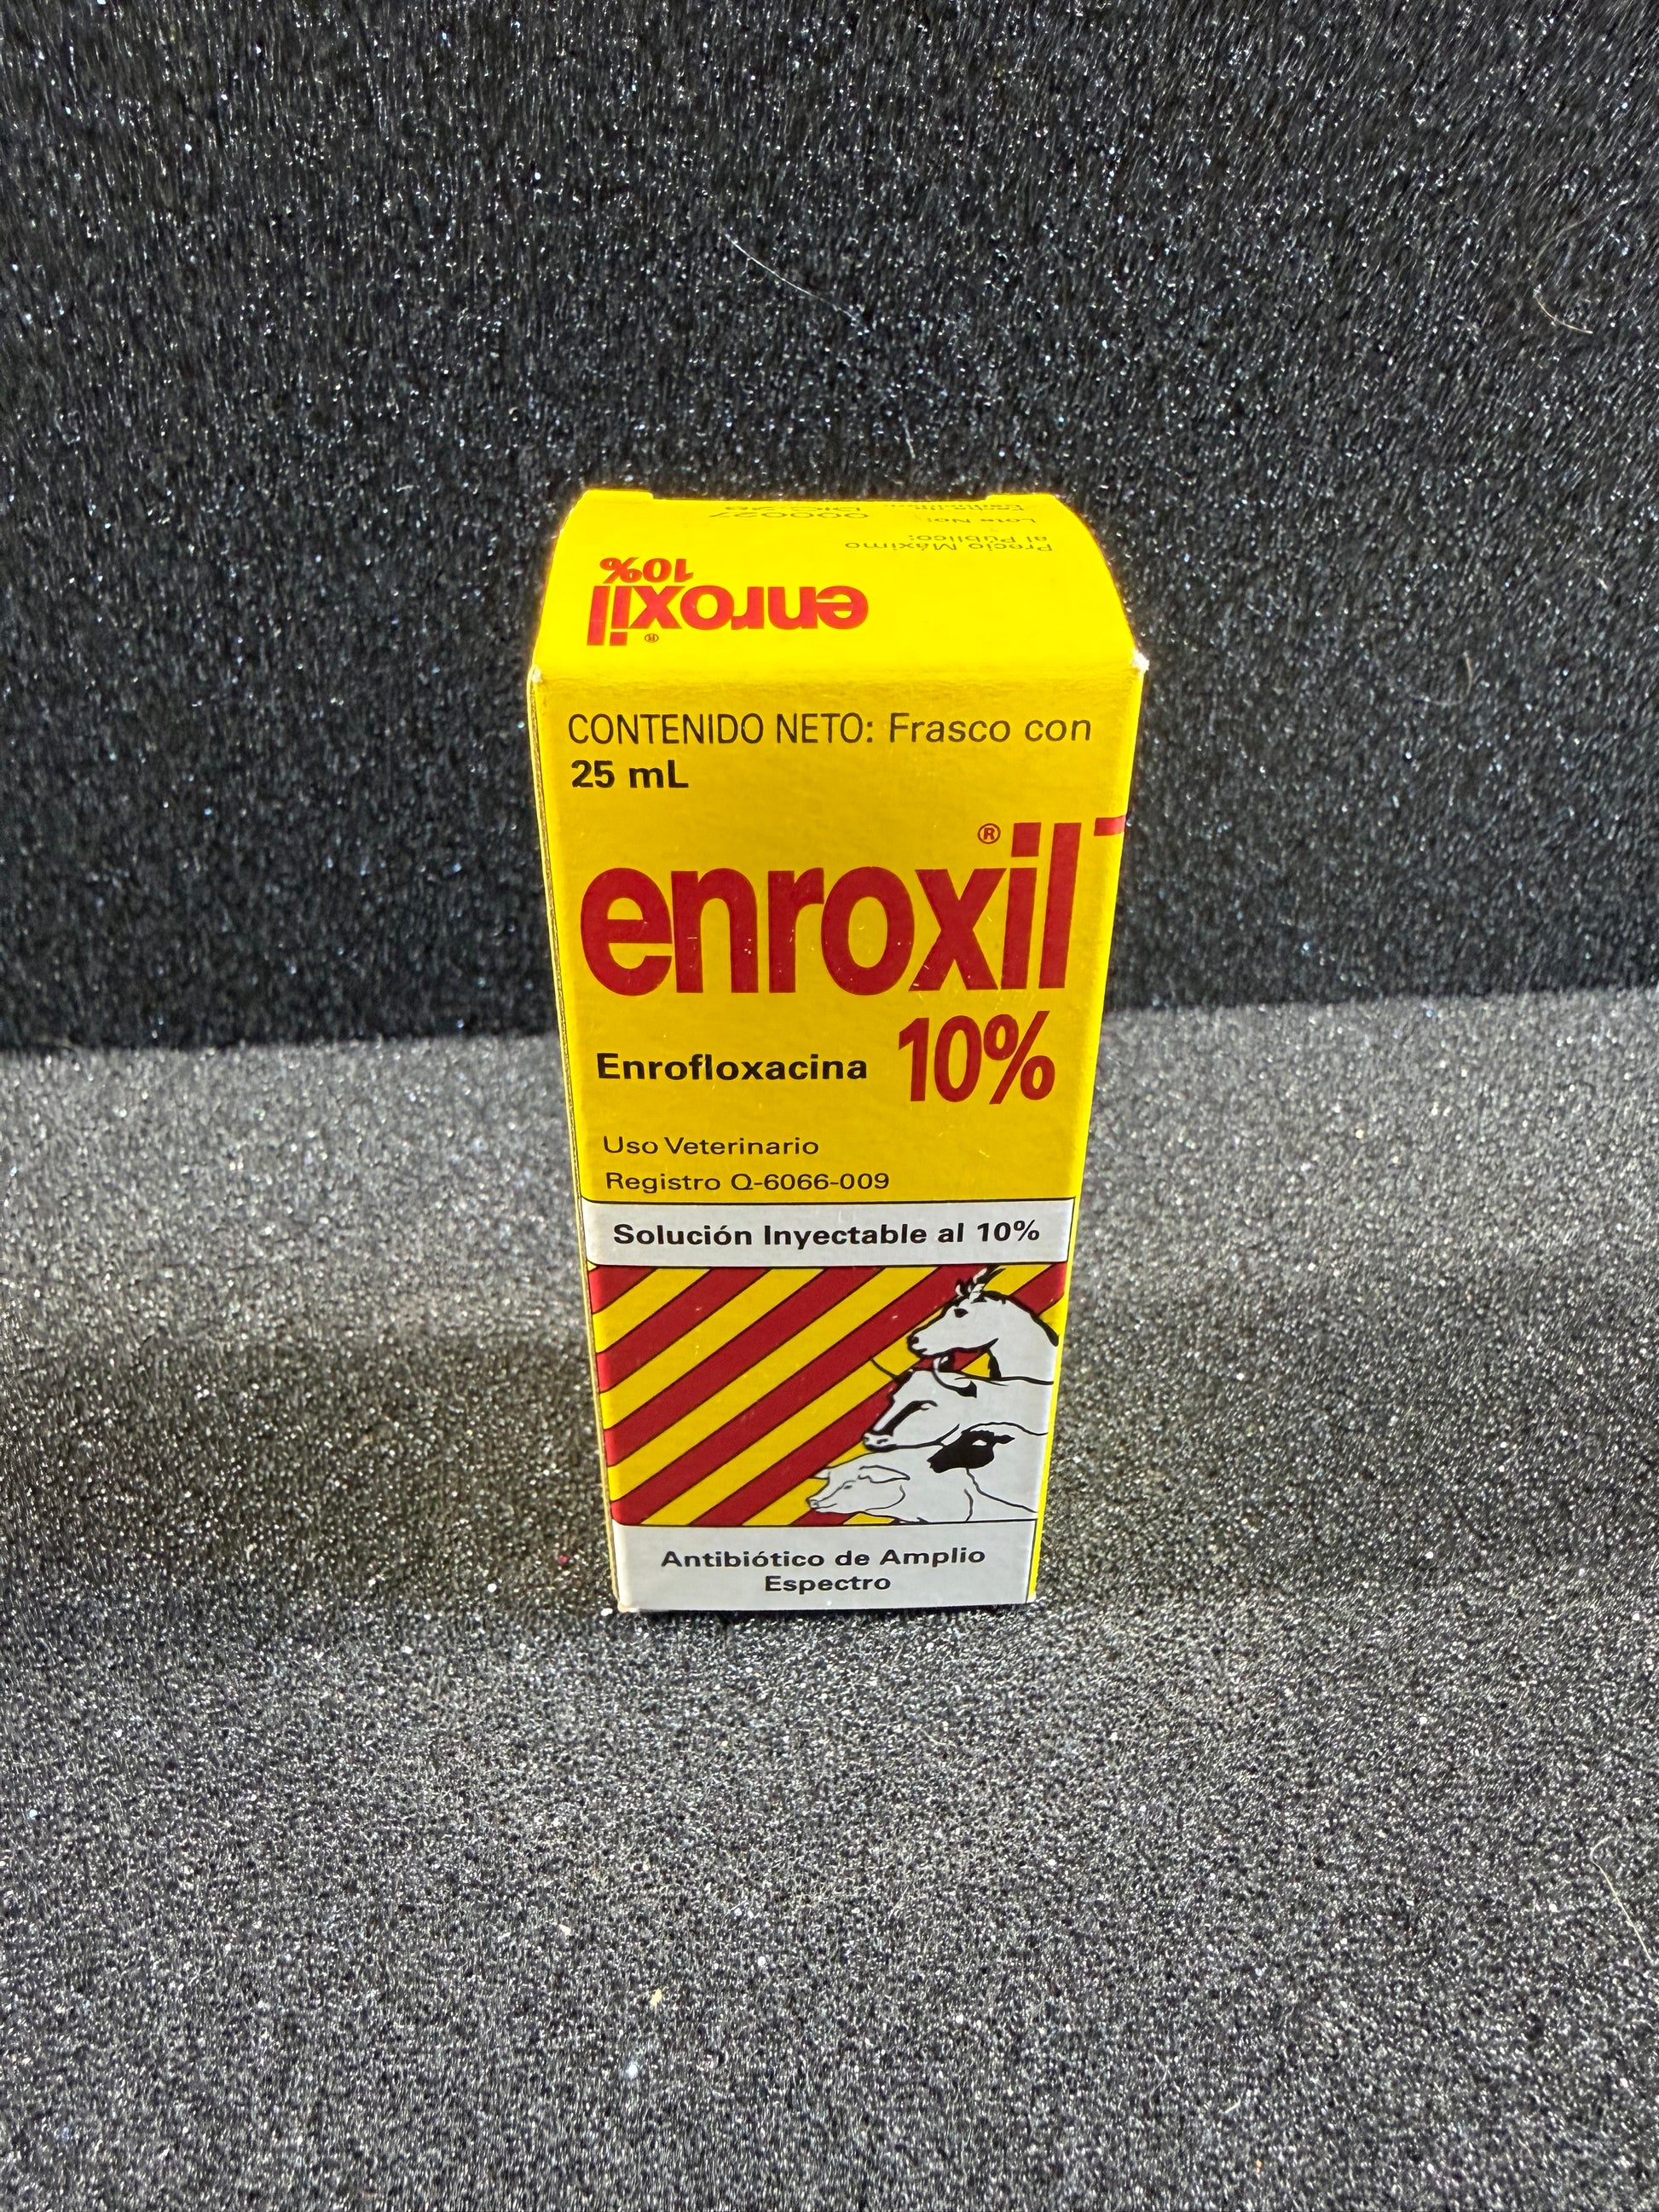 Precio Máximo
al Público:
Lote No:
enroxil®
10%
CONTENIDO NETO: Frasco con
25 mL
enroxil®
10%
Enrofloxacina
Uso Veterinario
Registro Q-6066-009
Solución Inyectable al 10%
Antibiótico de Amplio
Espectro